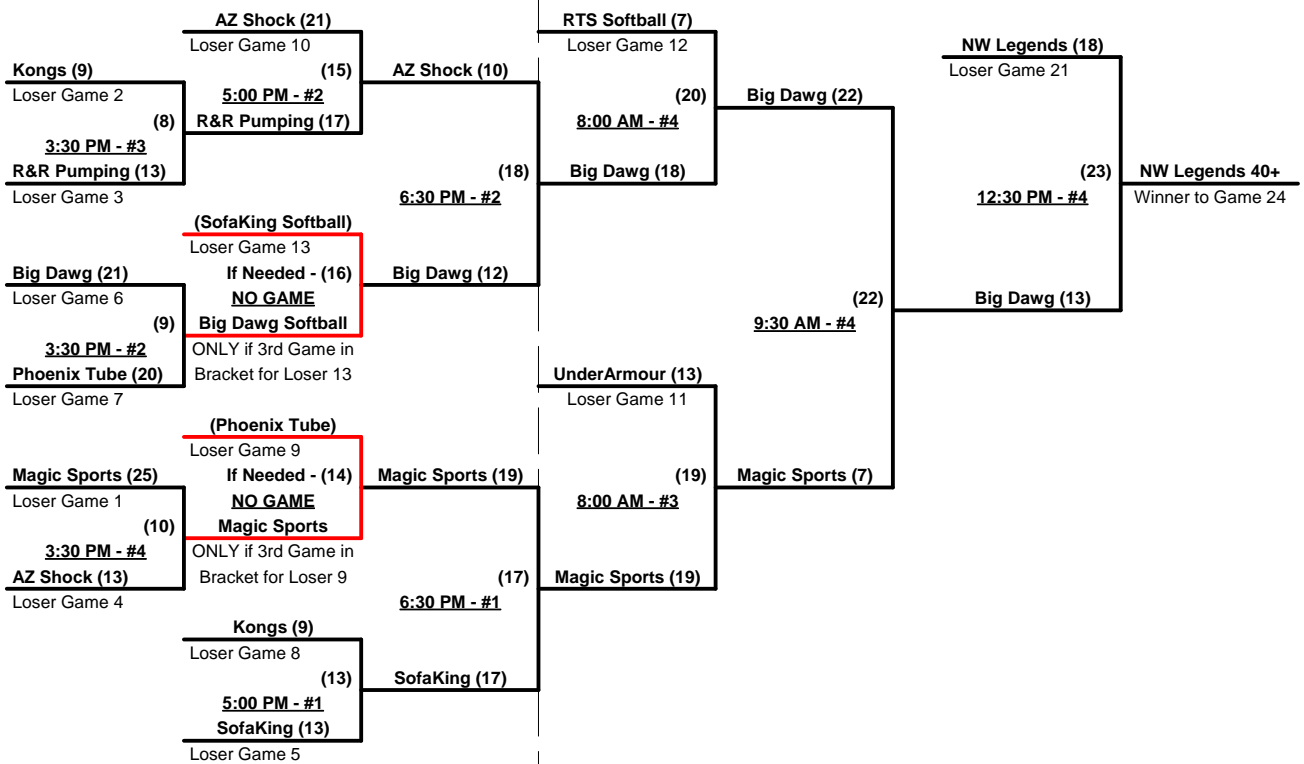 AZ Shock (21)
Loser Game 10
Kongs (9)
Loser Game 2
(15)
5:00 PM - #2
(8)
3:30 PM - #3
R&R Pumping (17)
R&R Pumping (13)
Loser Game 3
AZ Shock (10)
(18)
6:30 PM - #2
(SofaKing Softball)
Loser Game 13
Big Dawg (21)
Loser Game 6
If Needed - (16)
NO GAME
Big Dawg (12)
(9)
3:30 PM - #2
Big Dawg Softball
ONLY if 3rd Game in
Bracket for Loser 13
Phoenix Tube (20)
Loser Game 7
(Phoenix Tube)
Loser Game 9
Magic Sports (25)
Loser Game 1
If Needed - (14)
NO GAME
Magic Sports (19)
(10)
3:30 PM - #4
Magic Sports
ONLY if 3rd Game in
Bracket for Loser 9
AZ Shock (13)
Loser Game 4
(17)
6:30 PM - #1
Kongs (9)
Loser Game 8
(13)
5:00 PM - #1
SofaKing (17)
SofaKing (13)
Loser Game 5
RTS Softball (7)
Loser Game 12
(20)
8:00 AM - #4
Big Dawg (22)
Big Dawg (18)
(22)
9:30 AM - #4
UnderArmour (13)
Loser Game 11
(19)
8:00 AM - #3
Magic Sports (7)
Magic Sports (19)
NW Legends (18)
Loser Game 21
(23)
12:30 PM - #4
NW Legends 40+
Winner to Game 24
Big Dawg (13)